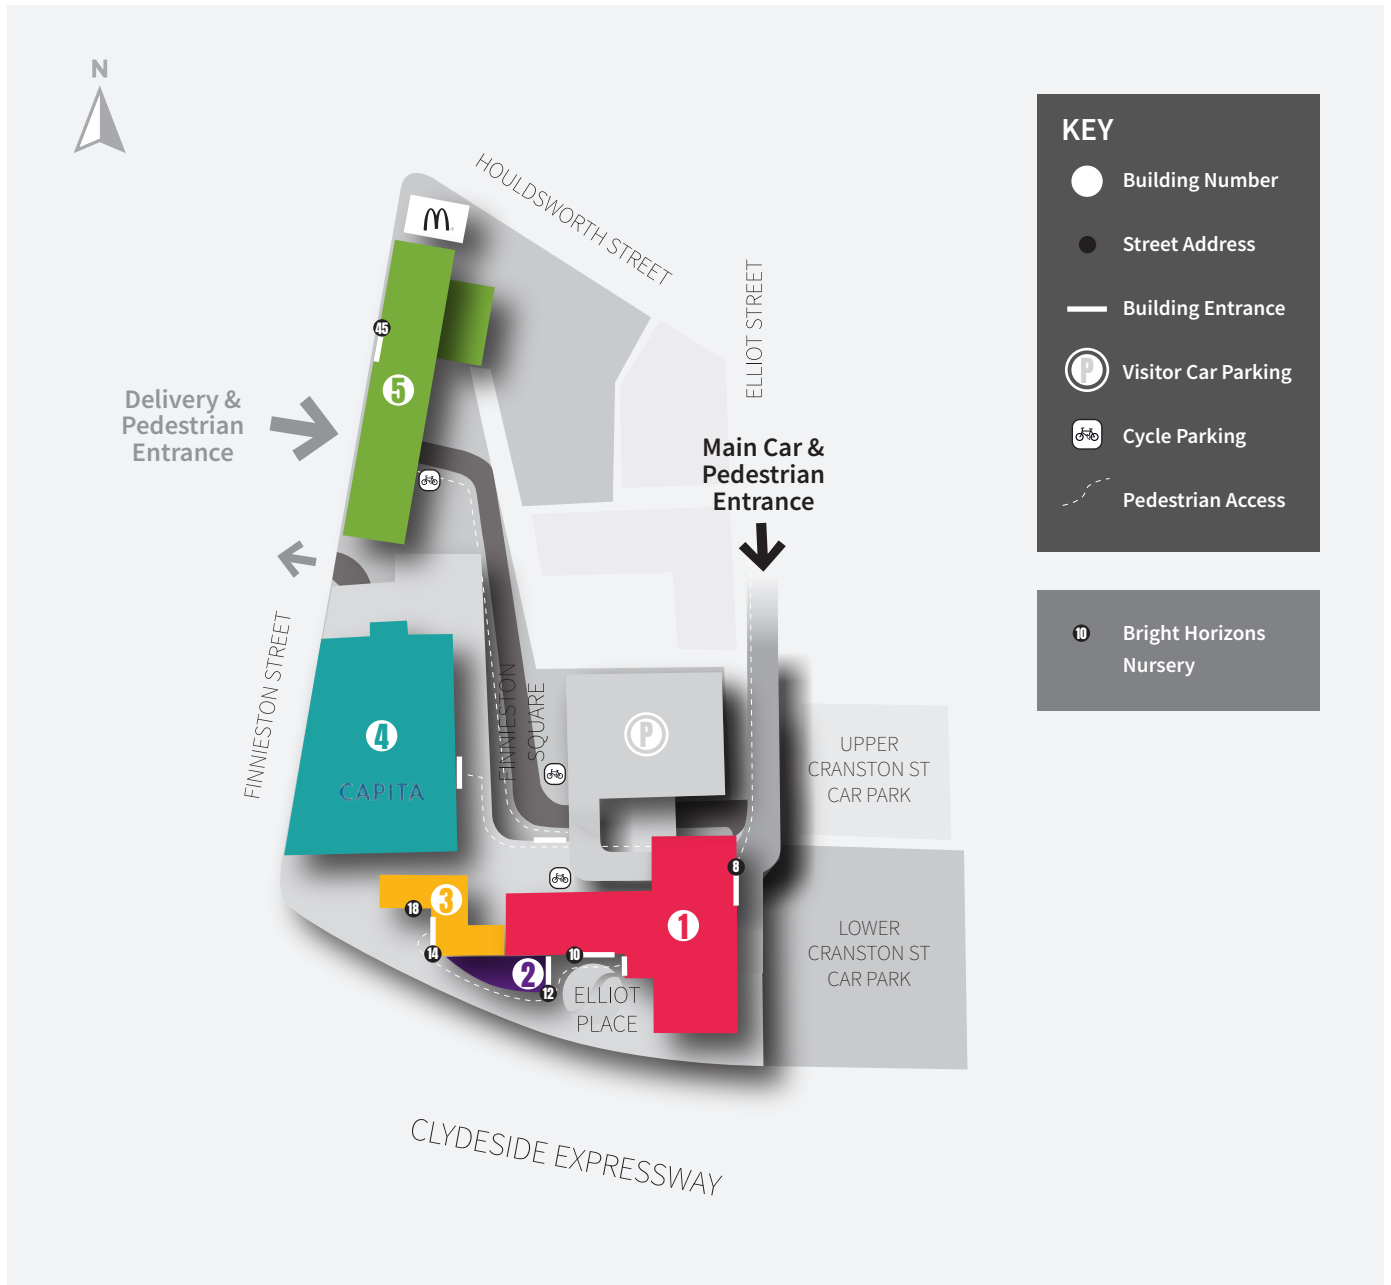 N
HOULDSWORTH STREET
ELLIOT STREET
45
5
Delivery &
Pedestrian
Entrance
Main Car &
Pedestrian
Entrance
FINNIESTON STREET
FINNIESTON
SQUARE
4
CAPITA
P
UPPER
CRANSTON ST
CAR PARK
8
3
18
14
1
10
2
12
ELLIOT
PLACE
LOWER
CRANSTON ST
CAR PARK
CLYDESIDE EXPRESSWAY
KEY
Building Number
Street Address
Building Entrance
P
Visitor Car Parking
Cycle Parking
Pedestrian Access
10
Bright Horizons
Nursery